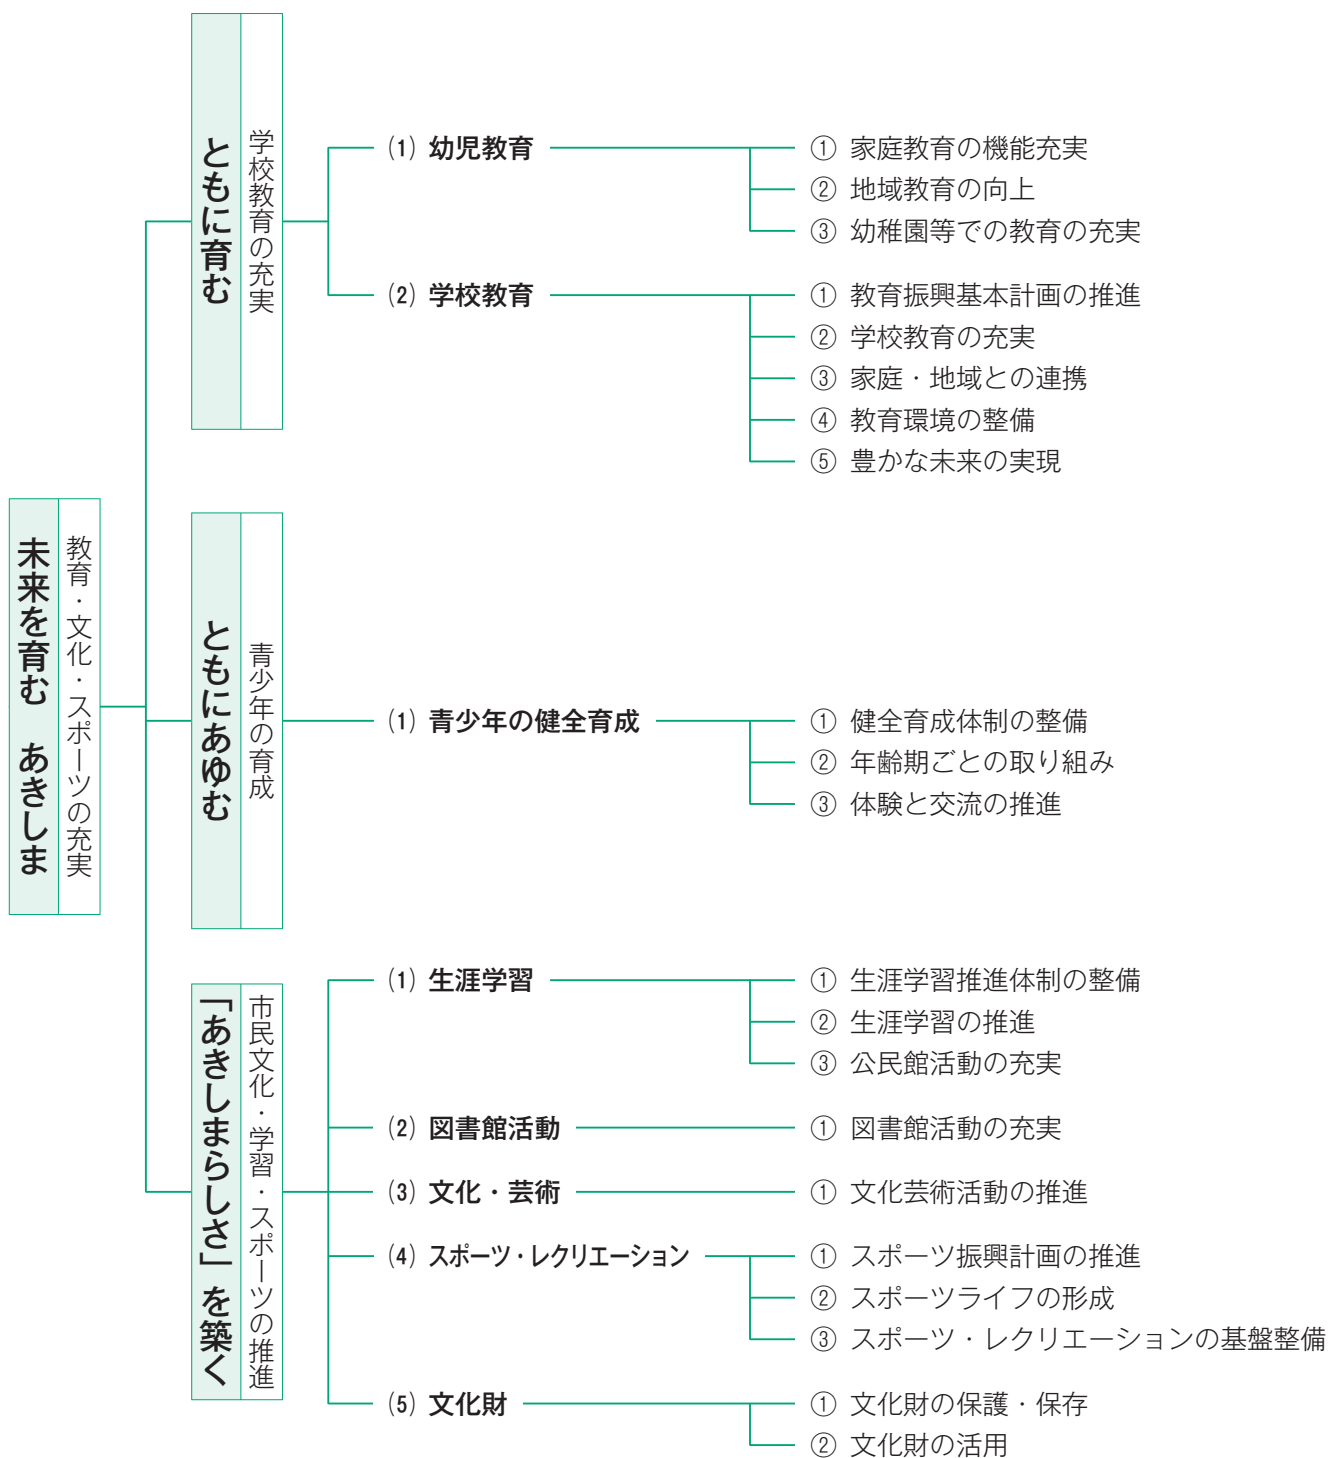 未来を育む　あきしま
教育・文化・スポーツの充実
ともに育む
学校教育の充実
(1) 幼児教育
① 家庭教育の機能充実
② 地域教育の向上
③ 幼稚園等での教育の充実
(2) 学校教育
① 教育振興基本計画の推進
② 学校教育の充実
③ 家庭・地域との連携
④ 教育環境の整備
⑤ 豊かな未来の実現
ともにあゆむ
青少年の育成
(1) 青少年の健全育成
① 健全育成体制の整備
② 年齢期ごとの取り組み
③ 体験と交流の推進
「あきしまらしさ」を築く
市民文化・学習・スポーツの推進
(1) 生涯学習
① 生涯学習推進体制の整備
② 生涯学習の推進
③ 公民館活動の充実
(2) 図書館活動
① 図書館活動の充実
(3) 文化・芸術
① 文化芸術活動の推進
(4) スポーツ・レクリエーション
① スポーツ振興計画の推進
② スポーツライフの形成
③ スポーツ・レクリエーションの基盤整備
(5) 文化財
① 文化財の保護・保存
② 文化財の活用